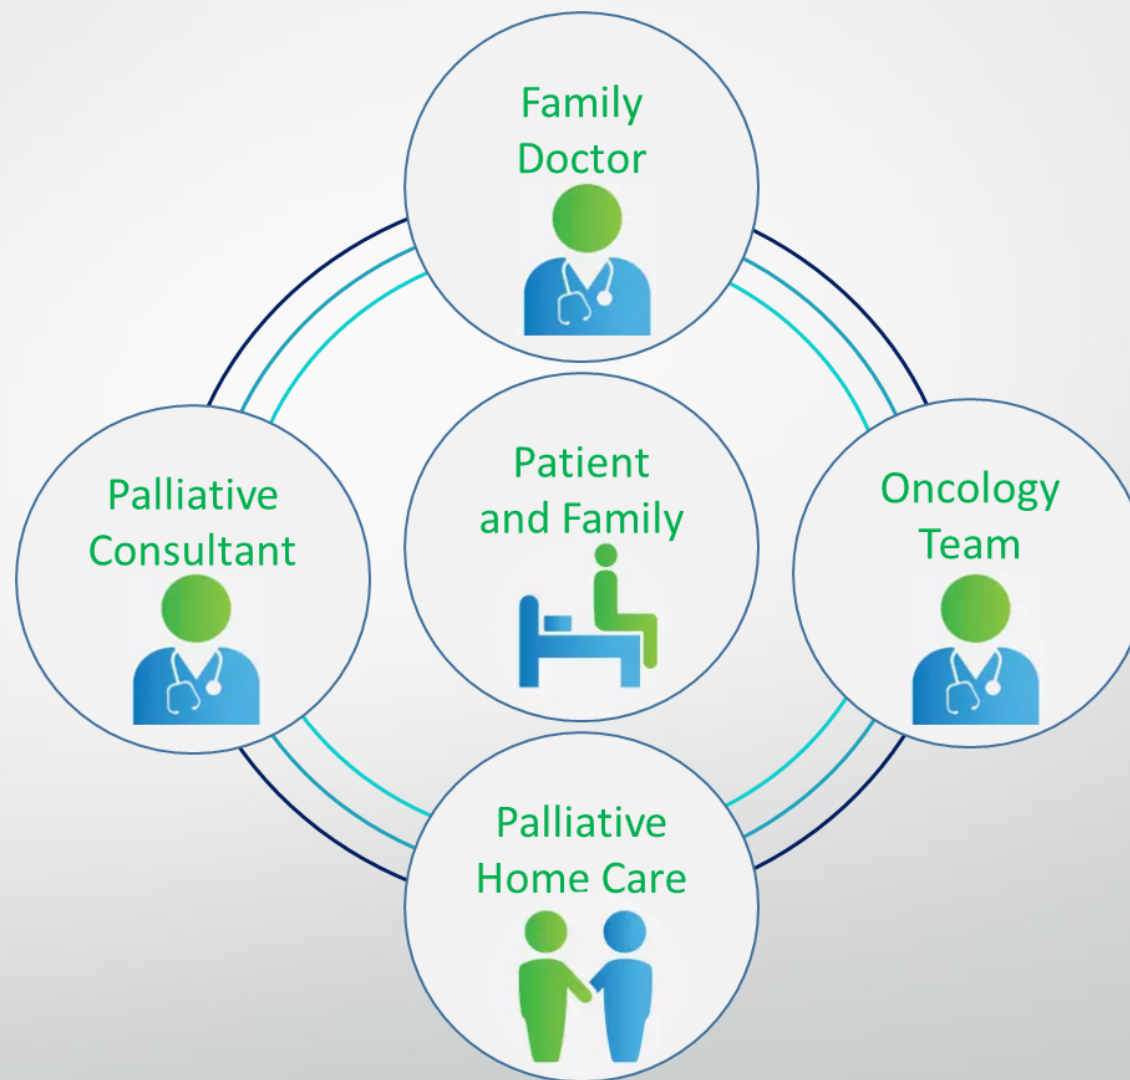 Family
Doctor
Palliative
Consultant
Patient
and Family
Oncology
Team
Palliative
Home Care